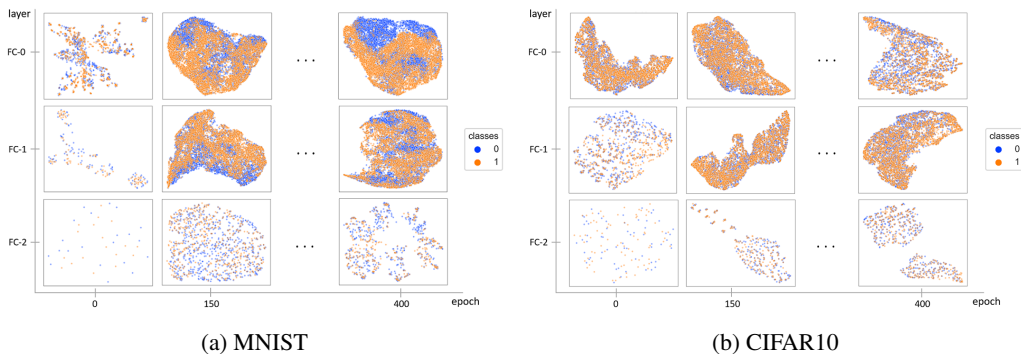 layer
FC-0
FC-1
FC-2
. . .
. . .
. . .
classes
0
1
0
150
400
epoch
(a) MNIST
layer
FC-0
FC-1
FC-2
. . .
. . .
. . .
classes
0
1
0
150
400
epoch
(b) CIFAR10